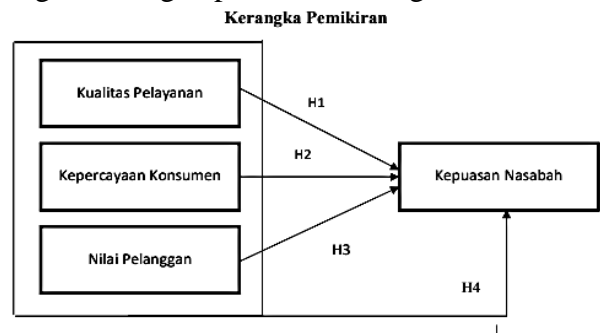 Kerangka Pemikiran
Kualitas Pelayanan
H1
H2
Kepercayaan Konsumen
Kepuasan Nasabah
Nilai Pelanggan
H3
H4